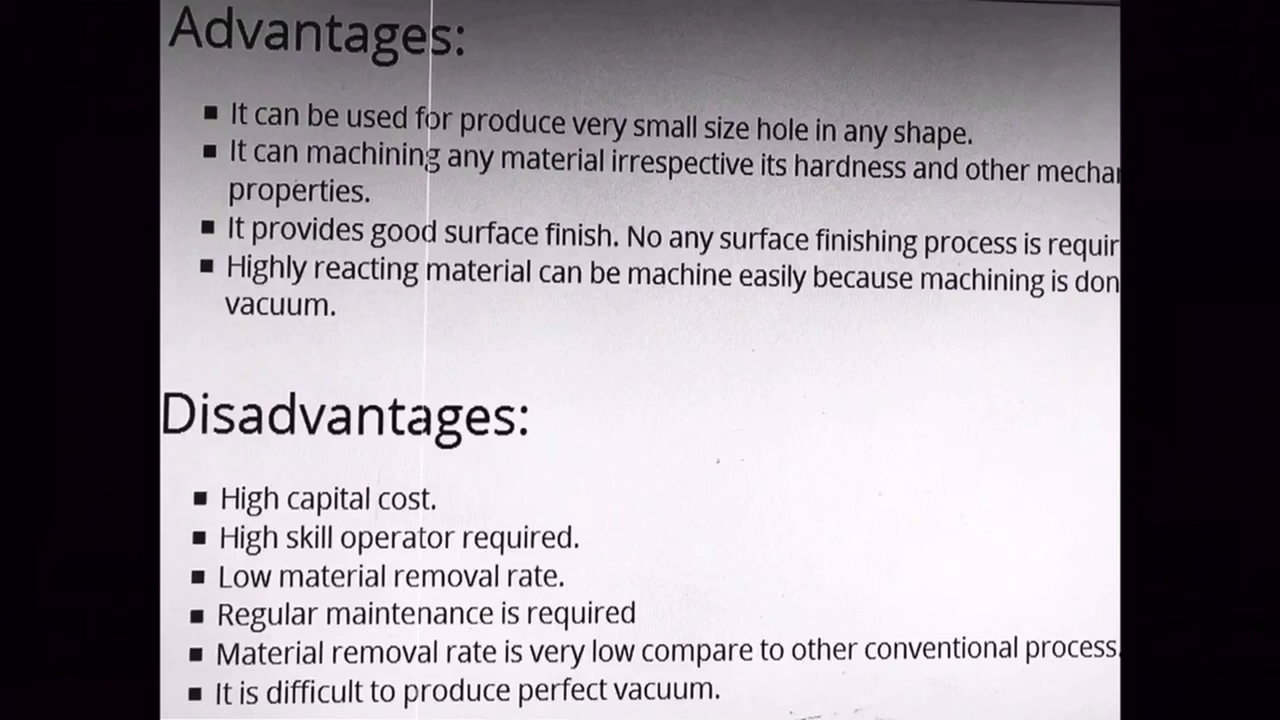 Advantages:
It can be used for produce very small size hole in any shape.
It can machining any material irrespective its hardness and other
properties.
It provides good surface finish. No any surface finishing process is
Highly reacting material can be machine easily because machining is
vacuum.
Disadvantages:
High capital cost.
High skill operator required.
Low material removal rate.
Regular maintenance is required
Material removal rate is very low compare to other conventional process.
It is difficult to produce perfect vacuum.